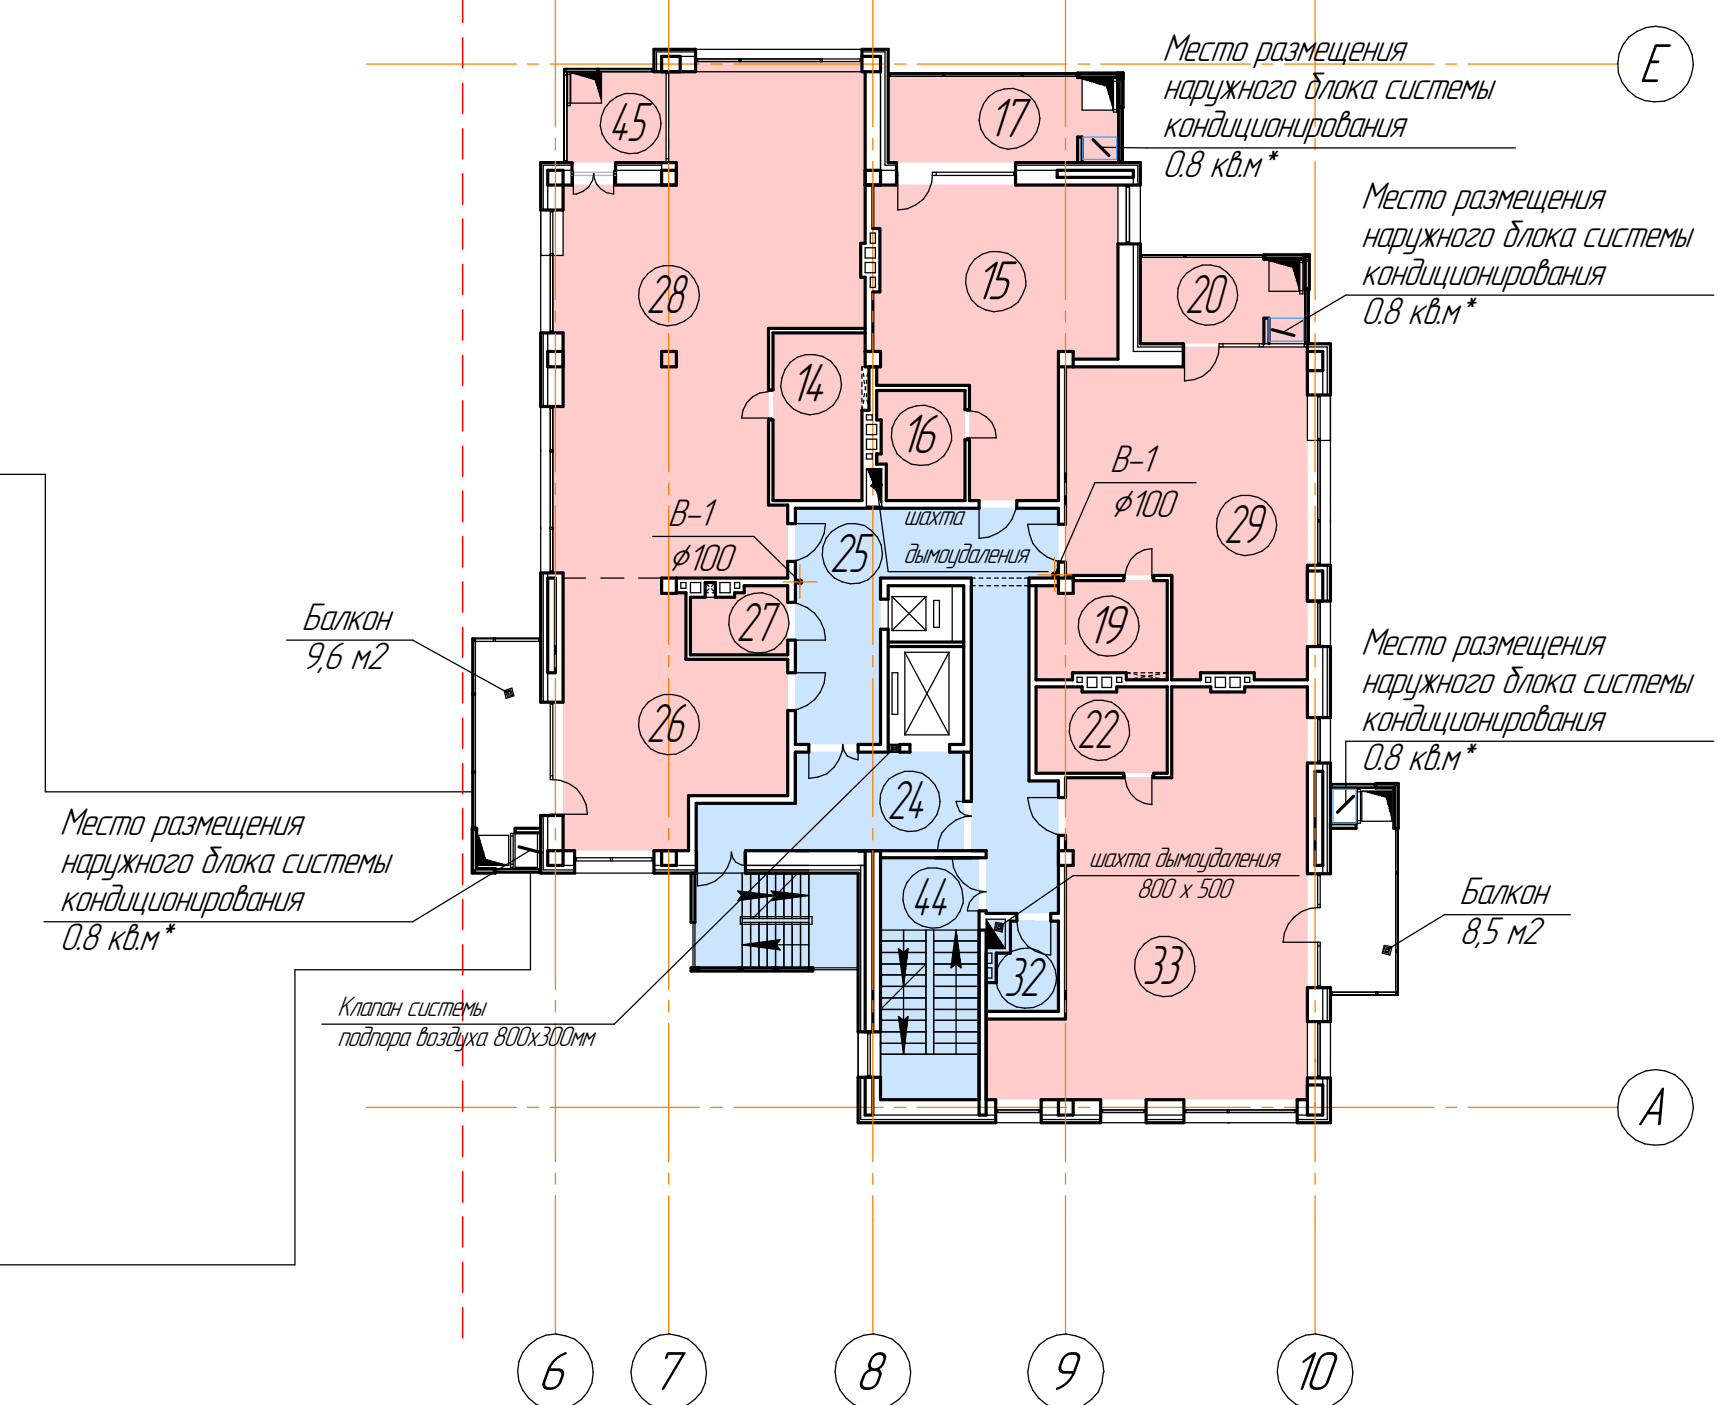 Место размещения
наружного блока системы
кондиционирования
0.8 кв.м*
Е
45
17
Место размещения
наружного блока системы
кондиционирования
0.8 кв.м*
28
15
20
14
16
В-1
ϕ100
В-1
ϕ100
29
25
шахта
дымоудаления
Балкон
9,6 м2
27
19
Место размещения
наружного блока системы
кондиционирования
0.8 кв.м*
26
22
24
Место размещения
наружного блока системы
кондиционирования
0.8 кв.м*
44
шахта дымоудаления
800 х 500
Балкон
8,5 м2
33
32
Клапан системы
подпора воздуха 800х300мм
А
6
7
8
9
10